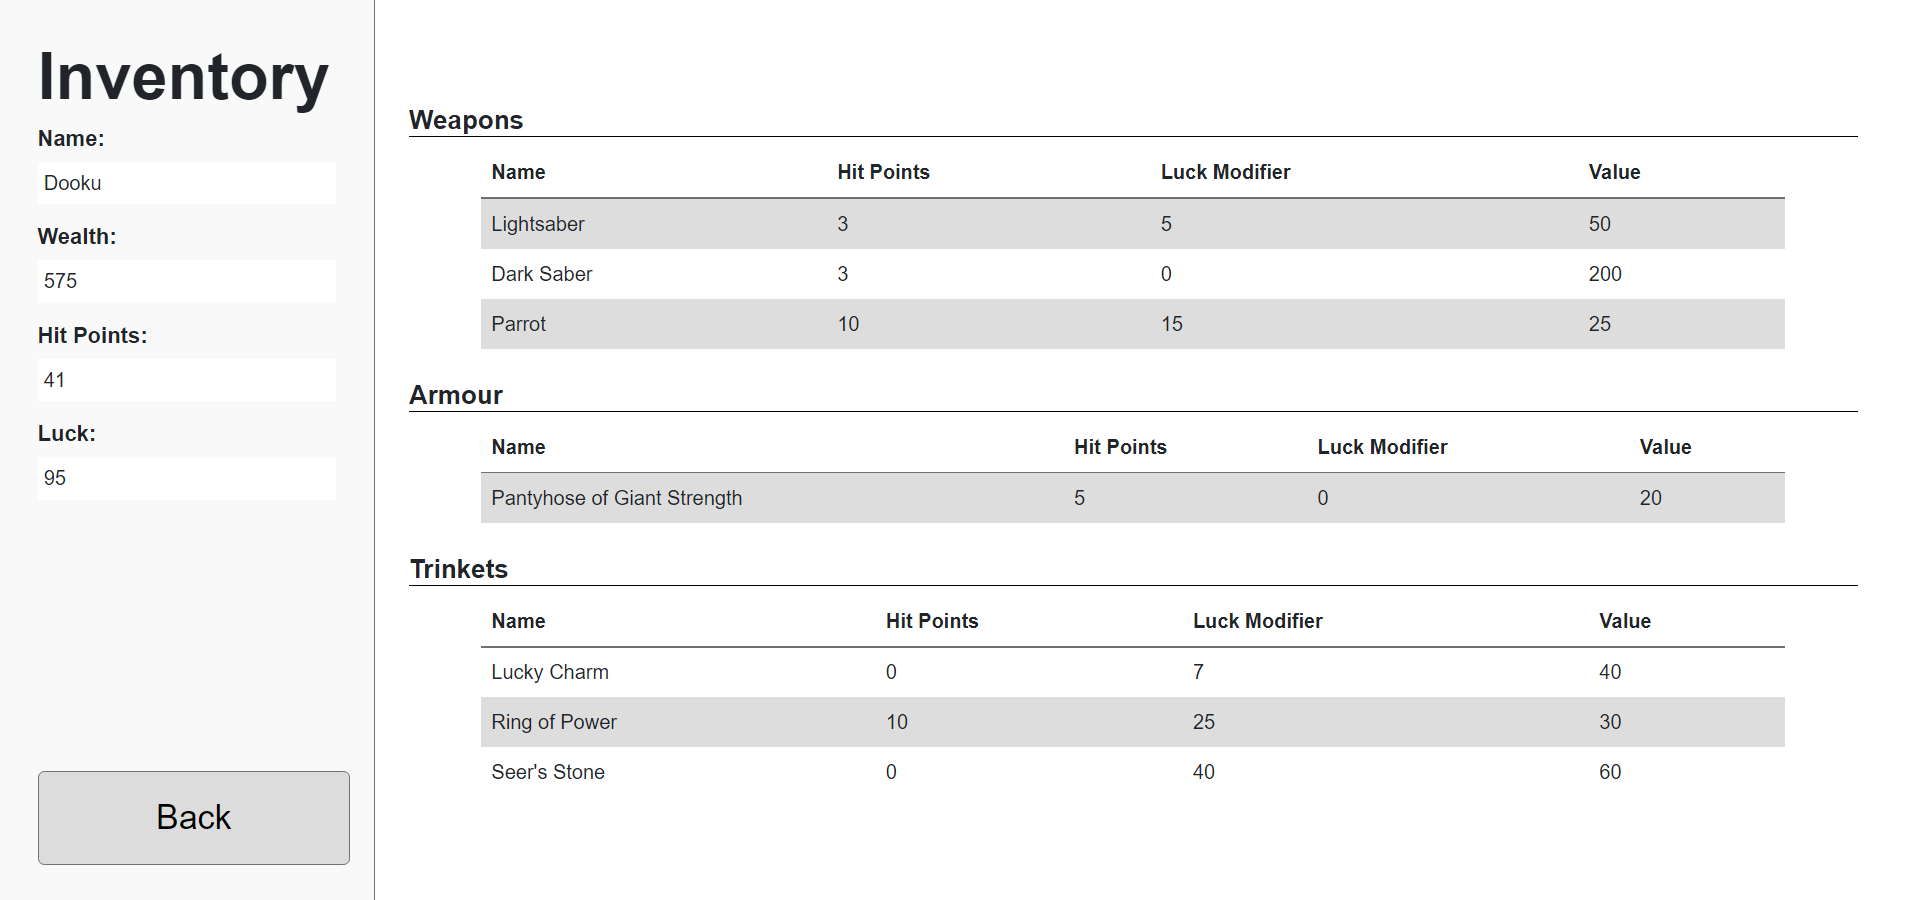 Inventory
Name:
Dooku
Wealth:
575
Hit Points:
41
Luck:
95
Back
Weapons
Name Hit Points Luck Modifier Value
Lightsaber 3 5 50
Dark Saber 3 0 200
Parrot 10 15 25
Armour
Name Hit Points Luck Modifier Value
Pantyhose of Giant Strength 5 0 20
Trinkets
Name Hit Points Luck Modifier Value
Lucky Charm 0 7 40
Ring of Power 10 25 30
Seer's Stone 0 40 60